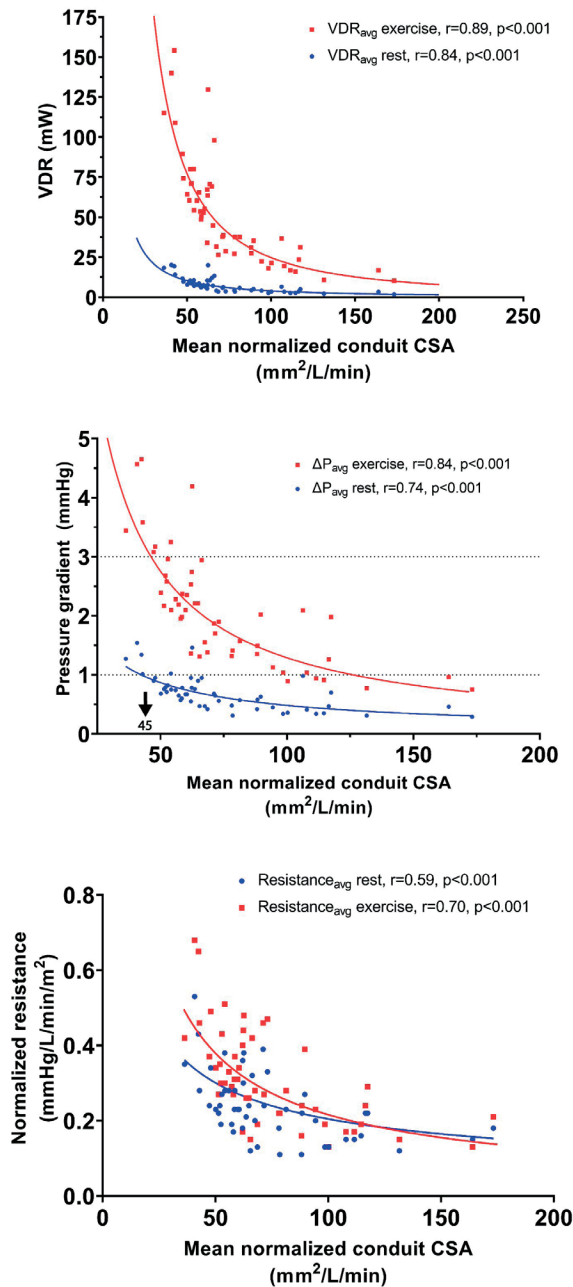 VDRavg exercise, r=0.89, p<0.001
VDRavg rest, r=0.84, p<0.001
175
150
125
100
75
50
25
0
VDR (mW)
0 50 100 150 200 250
Mean normalized conduit CSA
(mm²/L/min)
ΔPavg exercise, r=0.84, p<0.001
ΔPavg rest, r=0.74, p<0.001
5
4
3
2
1
0
Pressure gradient (mmHg)
45
50 100 150 200
Mean normalized conduit CSA
(mm²/L/min)
Resistanceavg rest, r=0.59, p<0.001
Resistanceavg exercise, r=0.70, p<0.001
0.8
0.6
0.4
0.2
0.0
Normalized resistance
(mmHg/L/min/m²)
0 50 100 150 200
Mean normalized conduit CSA
(mm²/L/min)